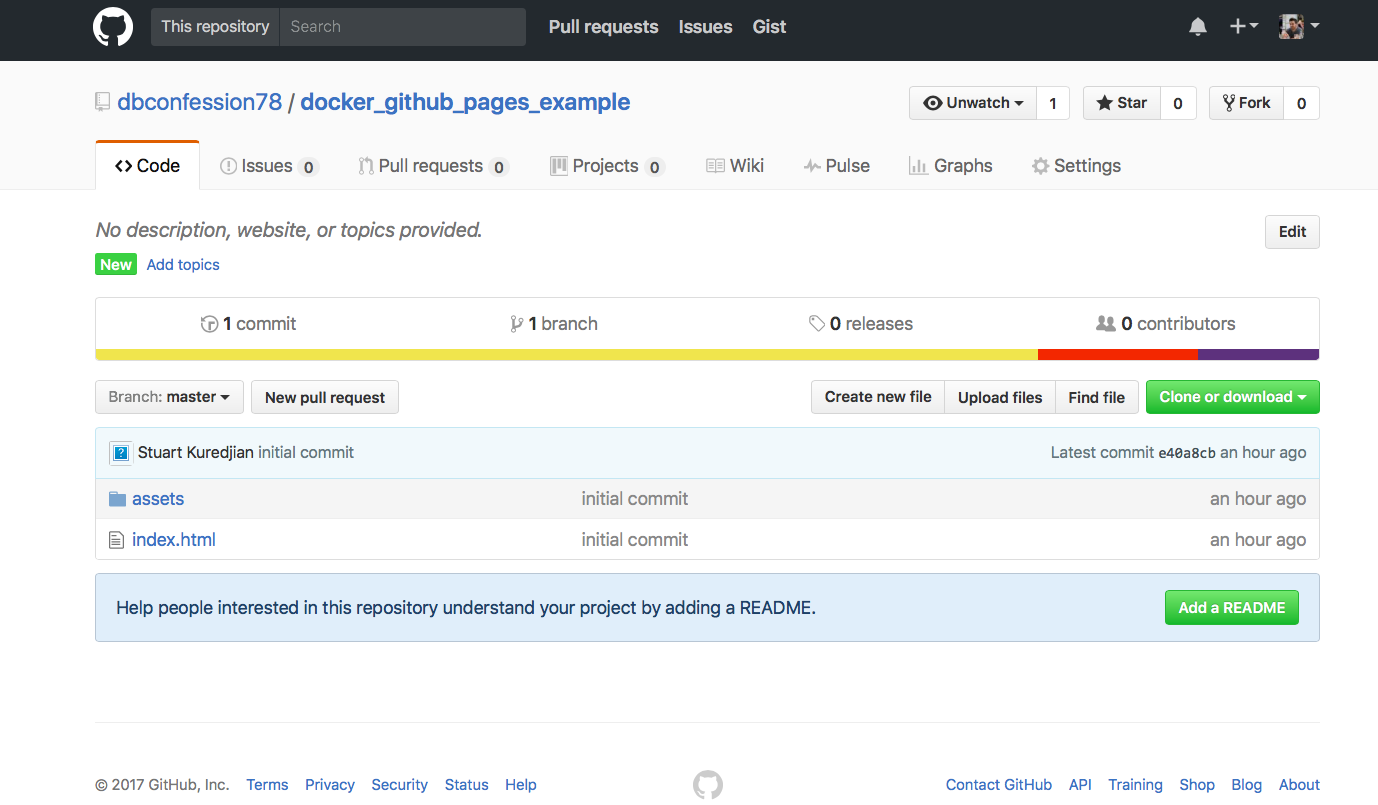 This repository Search Pull requests Issues Gist
dbconfession78 / docker_github_pages_example Unwatch 1 Star 0 Fork 0
Code Issues 0 Pull requests 0 Projects 0 Wiki Pulse Graphs Settings
No description, website, or topics provided. Edit
New Add topics
1 commit 1 branch 0 releases 0 contributors
Branch: master New pull request Create new file Upload files Find file Clone or download
? Stuart Kuredjian initial commit Latest commit e40a8cb an hour ago
assets initial commit an hour ago
index.html initial commit an hour ago
Help people interested in this repository understand your project by adding a README. Add a README
© 2017 GitHub, Inc. Terms Privacy Security Status Help Contact GitHub API Training Shop Blog About